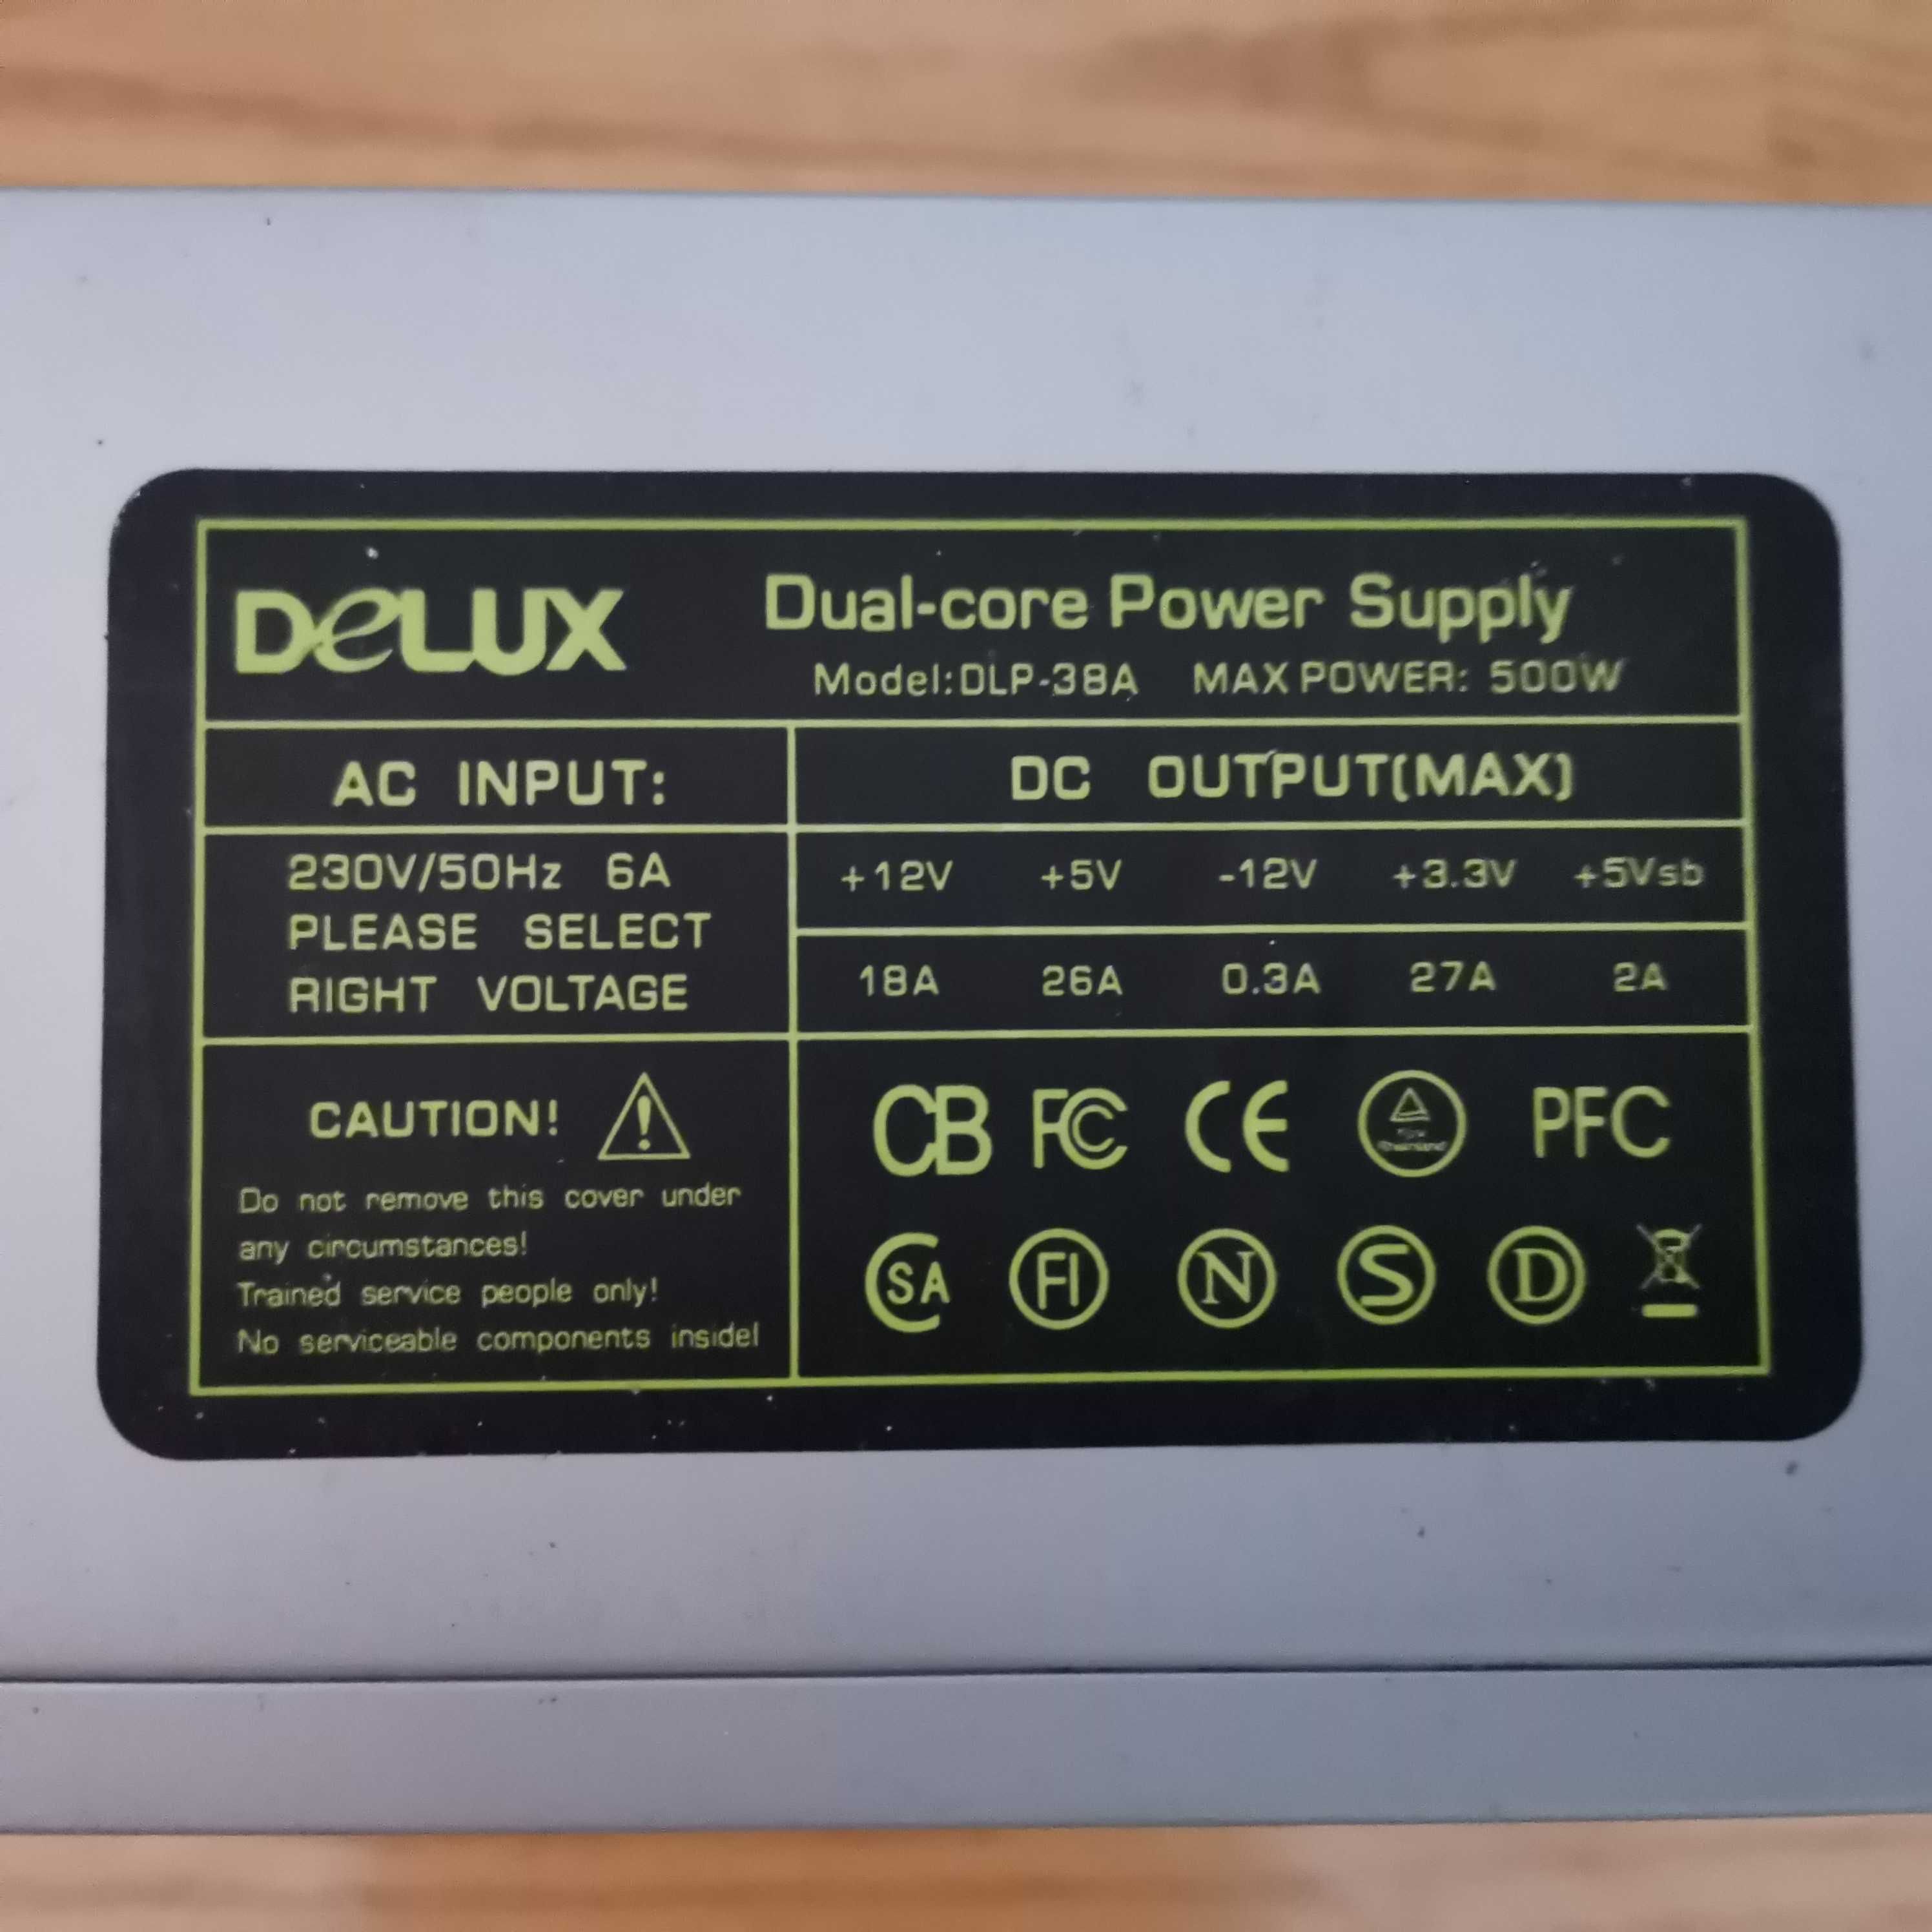 DeLUX
Dual-core Power Supply
Model:DLP-38A MAX POWER: 500W
AC INPUT:
230V/50Hz 6A
PLEASE SELECT
RIGHT VOLTAGE
DC OUTPUT(MAX)
+12V +5V -12V +3.3V +5Vsb
18A 26A 0.3A 27A 2A
CAUTION!
Do not remove this cover under
any circumstances!
Trained service people only!
No serviceable components inside!
CB FC CE PFC
CSA FI N S D